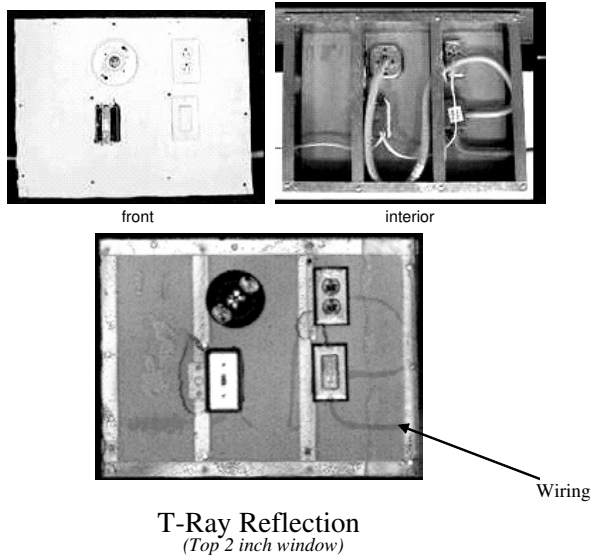 front
interior
Wiring
T-Ray Reflection
(Top 2 inch window)